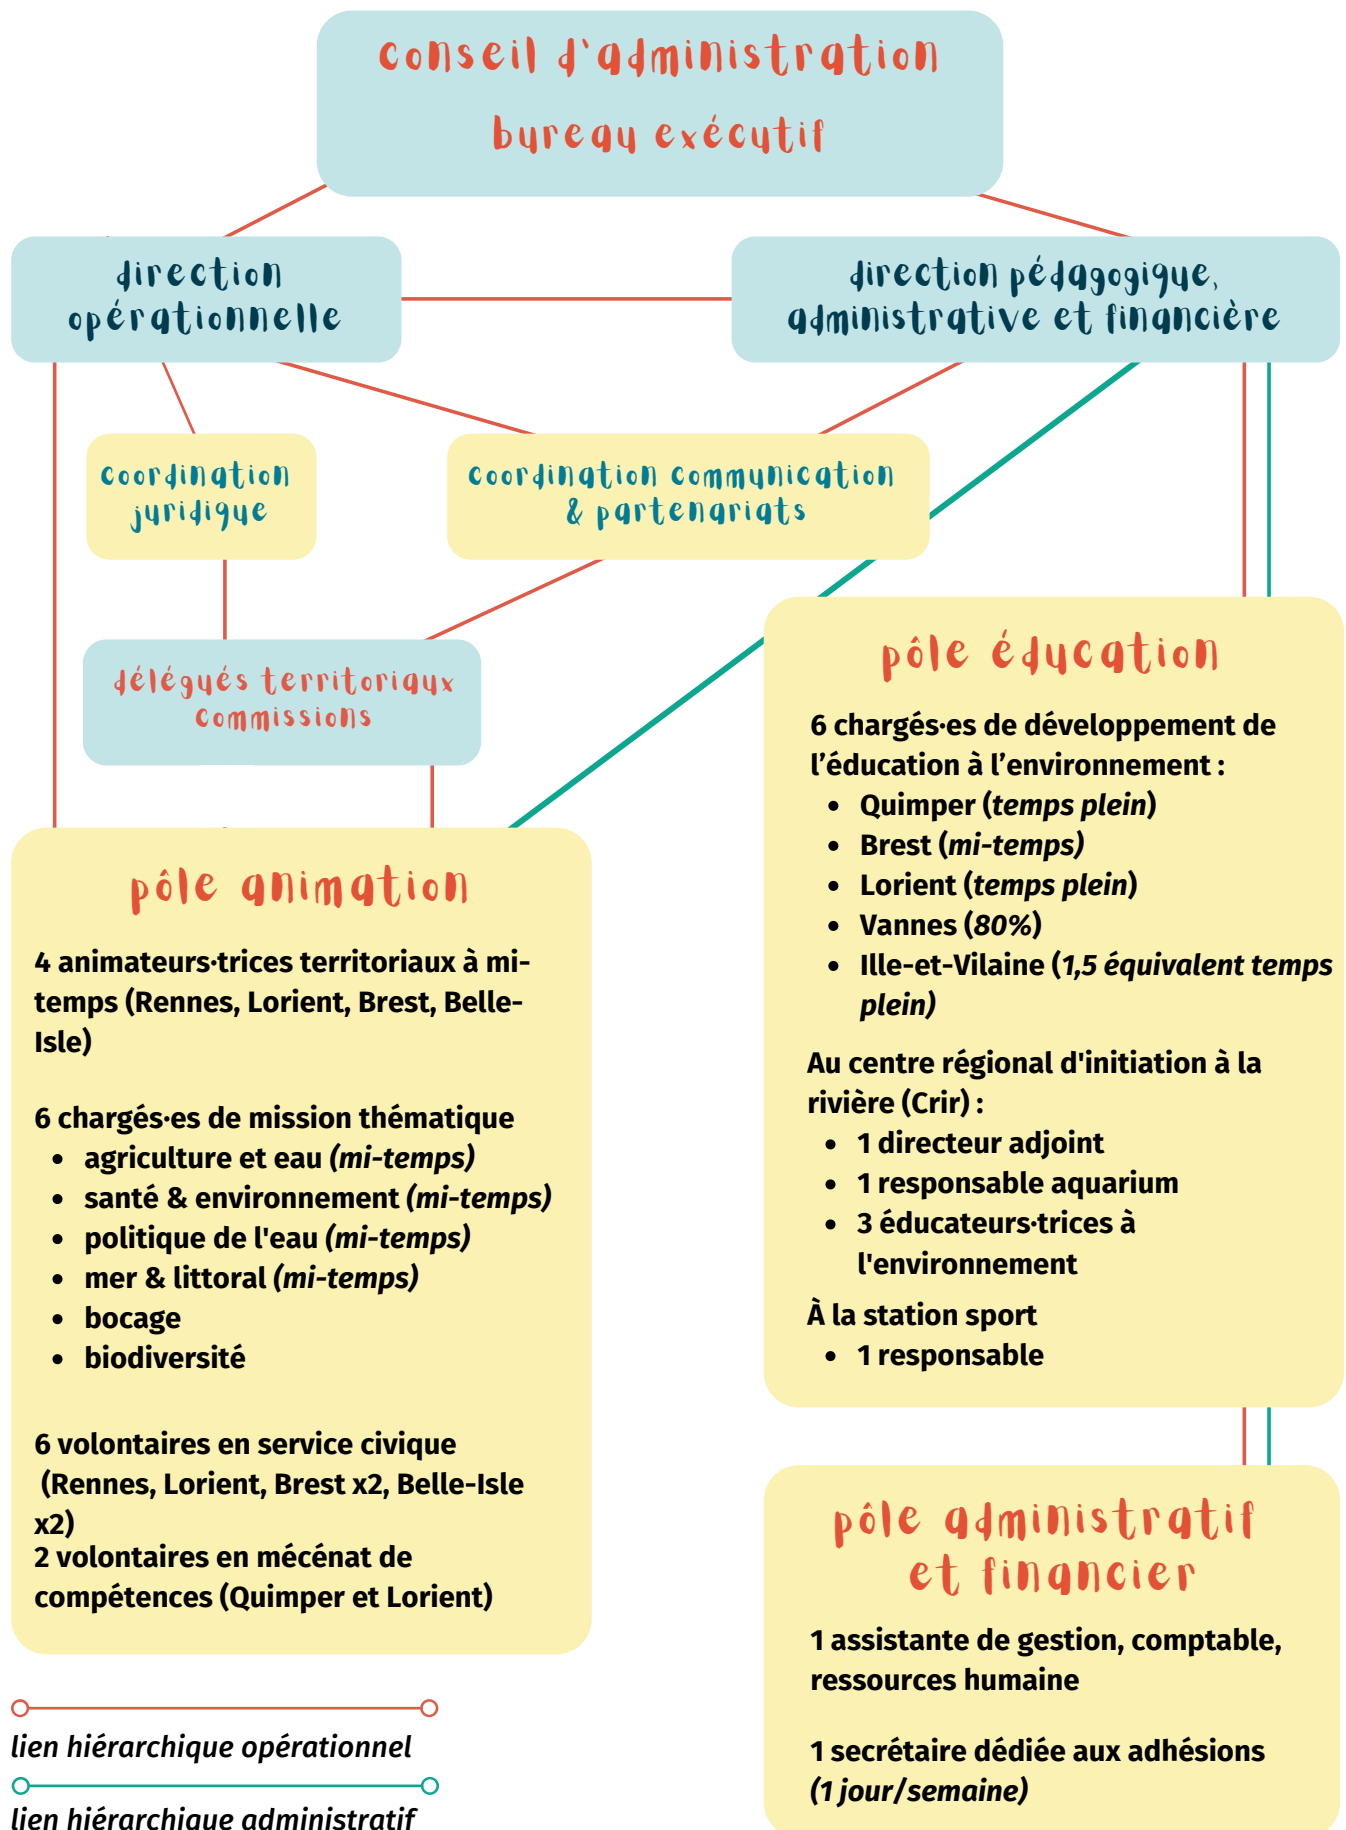 conseil d'administration
bureau exécutif
direction
opérationnelle
direction pédagogique,
administrative et financière
coordination
juridique
coordination communication
& partenariats
délégués territoriaux
commissions
pôle éducation
6 chargés·es de développement de
l’éducation à l’environnement :
• Quimper (temps plein)
• Brest (mi-temps)
• Lorient (temps plein)
• Vannes (80%)
• Ille-et-Vilaine (1,5 équivalent temps
plein)
Au centre régional d'initiation à la
rivière (Crir) :
• 1 directeur adjoint
• 1 responsable aquarium
• 3 éducateurs·trices à
l'environnement
À la station sport
• 1 responsable
pôle animation
4 animateurs·trices territoriaux à mi-
temps (Rennes, Lorient, Brest, Belle-
Isle)
6 chargés·es de mission thématique
• agriculture et eau (mi-temps)
• santé & environnement (mi-temps)
• politique de l'eau (mi-temps)
• mer & littoral (mi-temps)
• bocage
• biodiversité
6 volontaires en service civique
(Rennes, Lorient, Brest x2, Belle-Isle
x2)
2 volontaires en mécénat de
compétences (Quimper et Lorient)
pôle administratif
et financier
1 assistante de gestion, comptable,
ressources humaine
1 secrétaire dédiée aux adhésions
(1 jour/semaine)
lien hiérarchique opérationnel
lien hiérarchique administratif